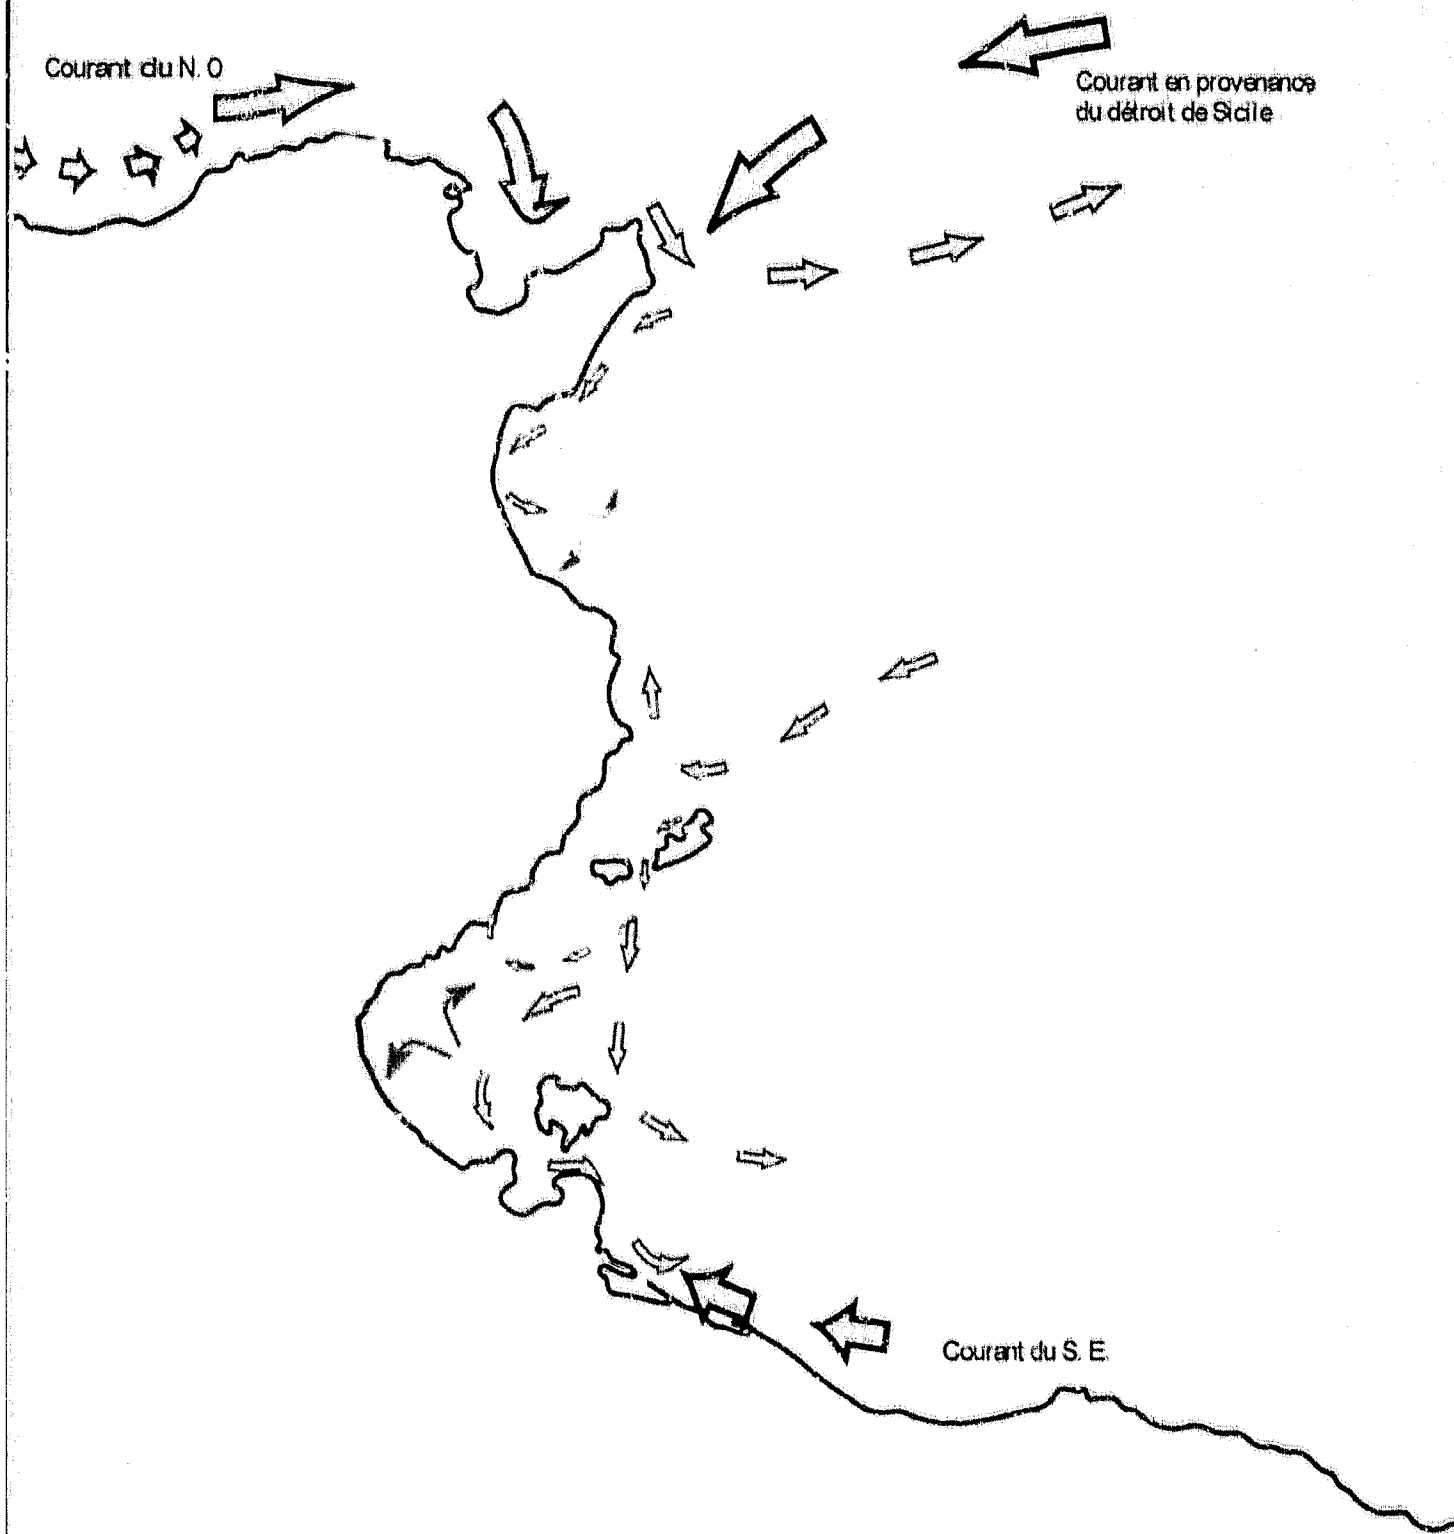 Courant du N. O
Courant en provenance
du détroit de Sicile
Courant du S. E.